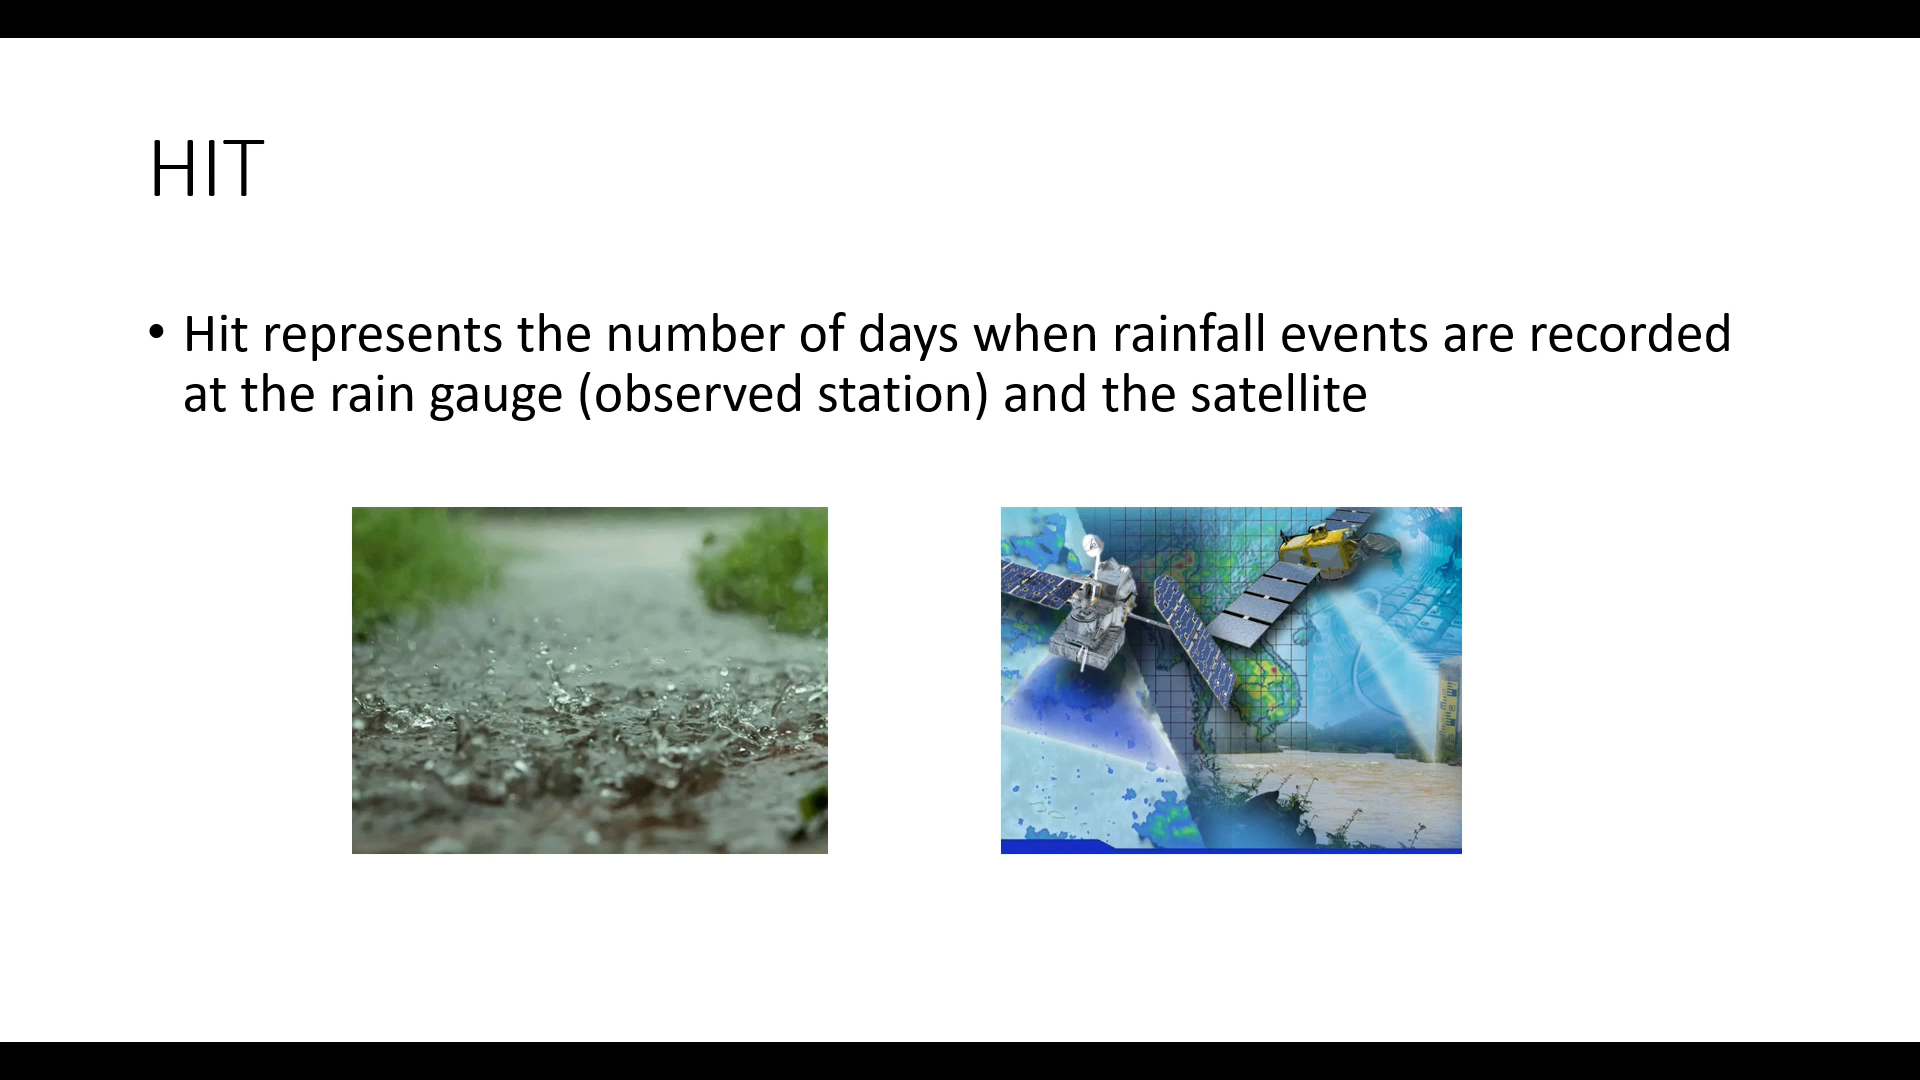 HIT
• Hit represents the number of days when rainfall events are recorded
at the rain gauge (observed station) and the satellite